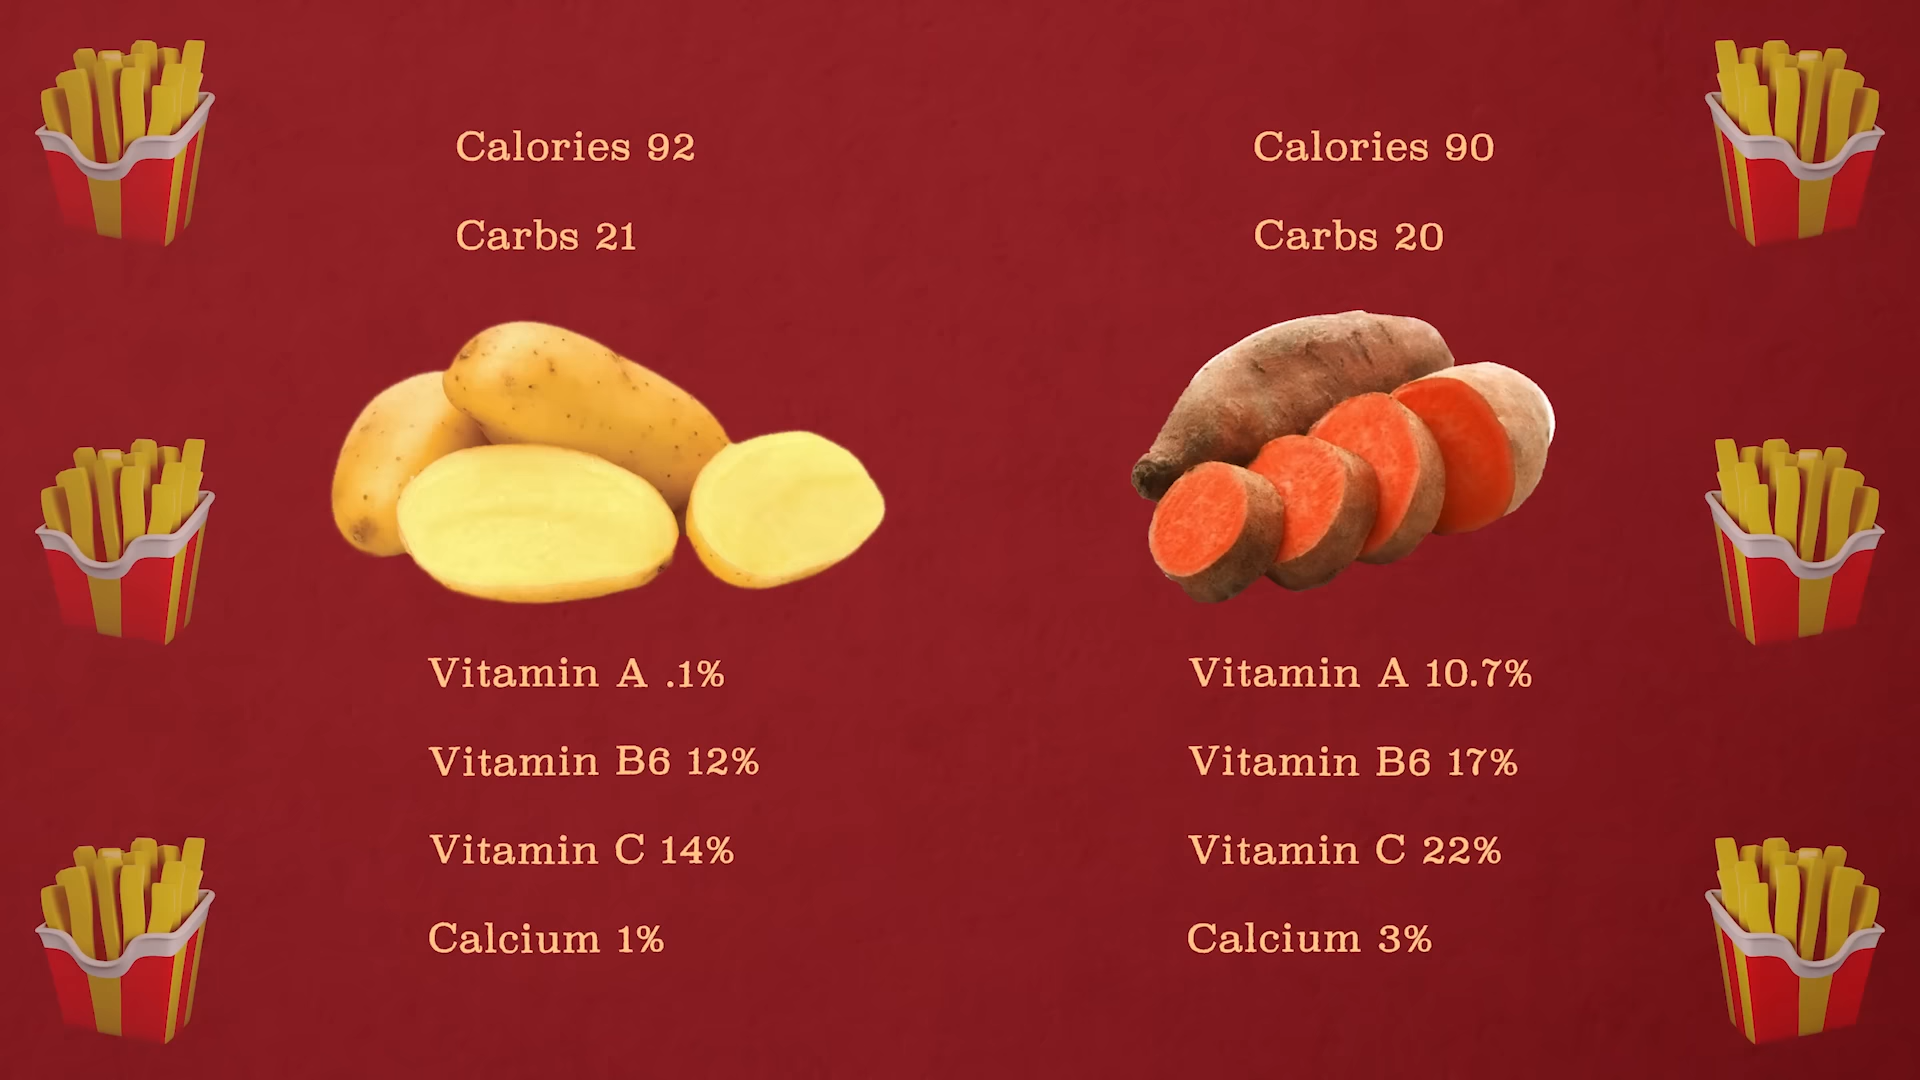 Calories 92
Carbs 21
Vitamin A .1%
Vitamin B6 12%
Vitamin C 14%
Calcium 1%
Calories 90
Carbs 20
Vitamin A 10.7%
Vitamin B6 17%
Vitamin C 22%
Calcium 3%